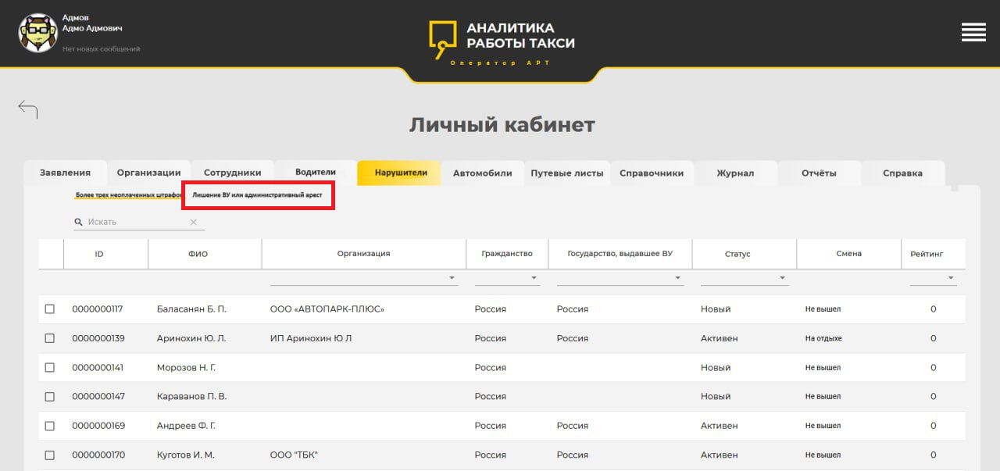 Адмов
Адмо Адмович
Нет новых сообщений
АНАЛИТИКА
РАБОТЫ ТАКСИ
Оператор АРТ
Личный кабинет
Заявления Организации Сотрудники Водители Нарушители Автомобили Путевые листы Справочники Журнал Отчёты Справка
Более трех неоплаченных штрафов Лишение ВУ или административный арест
Искать
ID ФИО Организация Гражданство Государство, выдавшее ВУ Статус Смена Рейтинг
0000000117 Баласанян Б. П. ООО «АВТОПАРК-ПЛЮС» Россия Россия Новый Не вышел 0
0000000139 Аринохин Ю. Л. ИП Аринохин Ю Л Россия Россия Активен На отдыхе 0
0000000141 Морозов Н. Г. Россия Новый Не вышел 0
0000000147 Караванов П. В. Россия Новый Не вышел 0
0000000169 Андреев Ф. Г. Россия Россия Активен Не вышел 0
0000000170 Куготов И. М. ООО "ТБК" Россия Россия Активен Не вышел 0